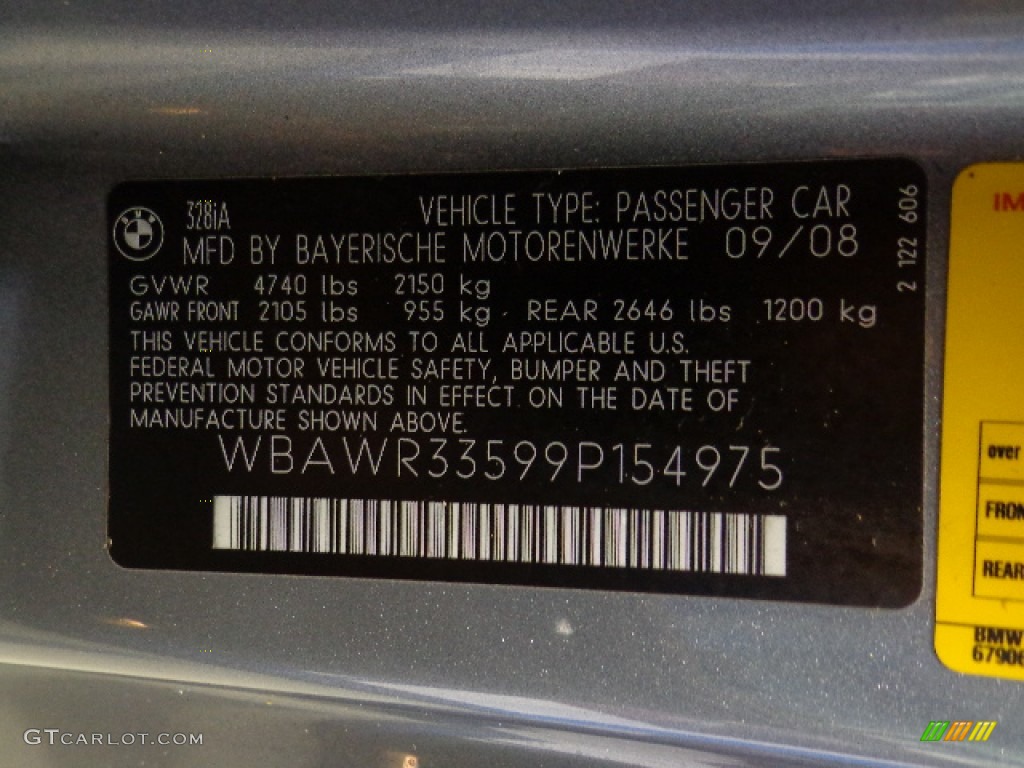 BMW
328iA
VEHICLE TYPE: PASSENGER CAR
MFD BY BAYERISCHE MOTORENWERKE 09/08
GVWR 4740 lbs 2150 kg
GAWR FRONT 2105 lbs 955 kg - REAR 2646 lbs 1200 kg
THIS VEHICLE CONFORMS TO ALL APPLICABLE U.S.
FEDERAL MOTOR VEHICLE SAFETY, BUMPER AND THEFT
PREVENTION STANDARDS IN EFFECT ON THE DATE OF
MANUFACTURE SHOWN ABOVE.
WBAWR33599P154975
2 122 606
IM
over
FRON
REAR
BMW
67906
GTCARLOT.COM